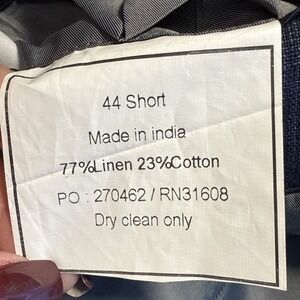 44 Short
Made in india
77%Linen 23%Cotton
PO : 270462 / RN31608
Dry clean only